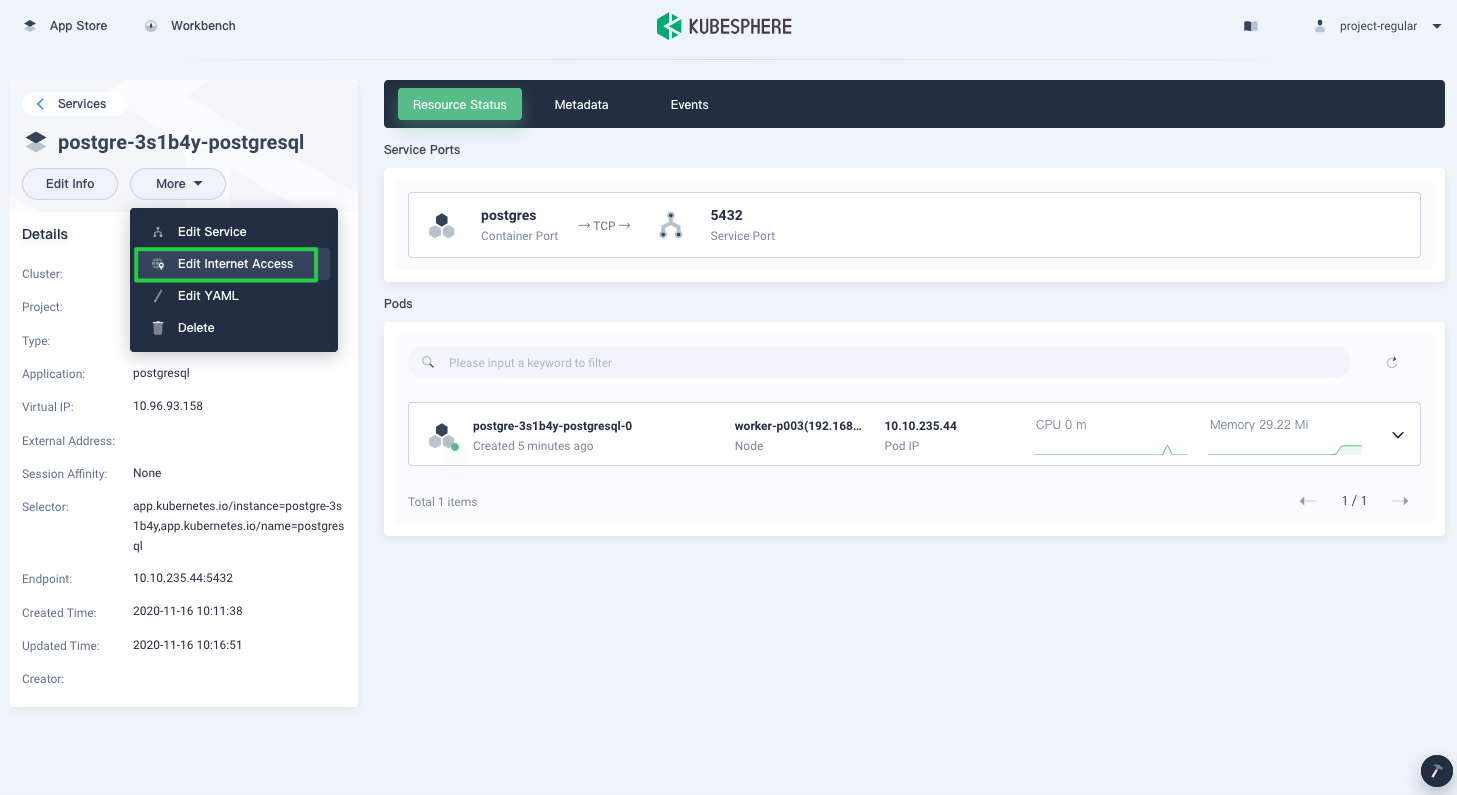 App Store
Workbench
KUBESPHERE
project-regular
Services
postgre-3s1b4y-postgresql
Edit Info
More
Edit Service
Edit Internet Access
Edit YAML
Delete
Details
Cluster:
Project:
Type:
Application: postgresql
Virtual IP: 10.96.93.158
External Address:
Session Affinity: None
Selector: app.kubernetes.io/instance=postgre-3s
1b4y,app.kubernetes.io/name=postgres
ql
Endpoint: 10.10.235.44:5432
Created Time: 2020-11-16 10:11:38
Updated Time: 2020-11-16 10:16:51
Creator:
Resource Status
Metadata
Events
Service Ports
postgres
Container Port
→ TCP →
5432
Service Port
Pods
Please input a keyword to filter
postgre-3s1b4y-postgresql-0
Created 5 minutes ago
worker-p003(192.168...
Node
10.10.235.44
Pod IP
CPU 0 m
Memory 29.22 Mi
Total 1 items
1 / 1